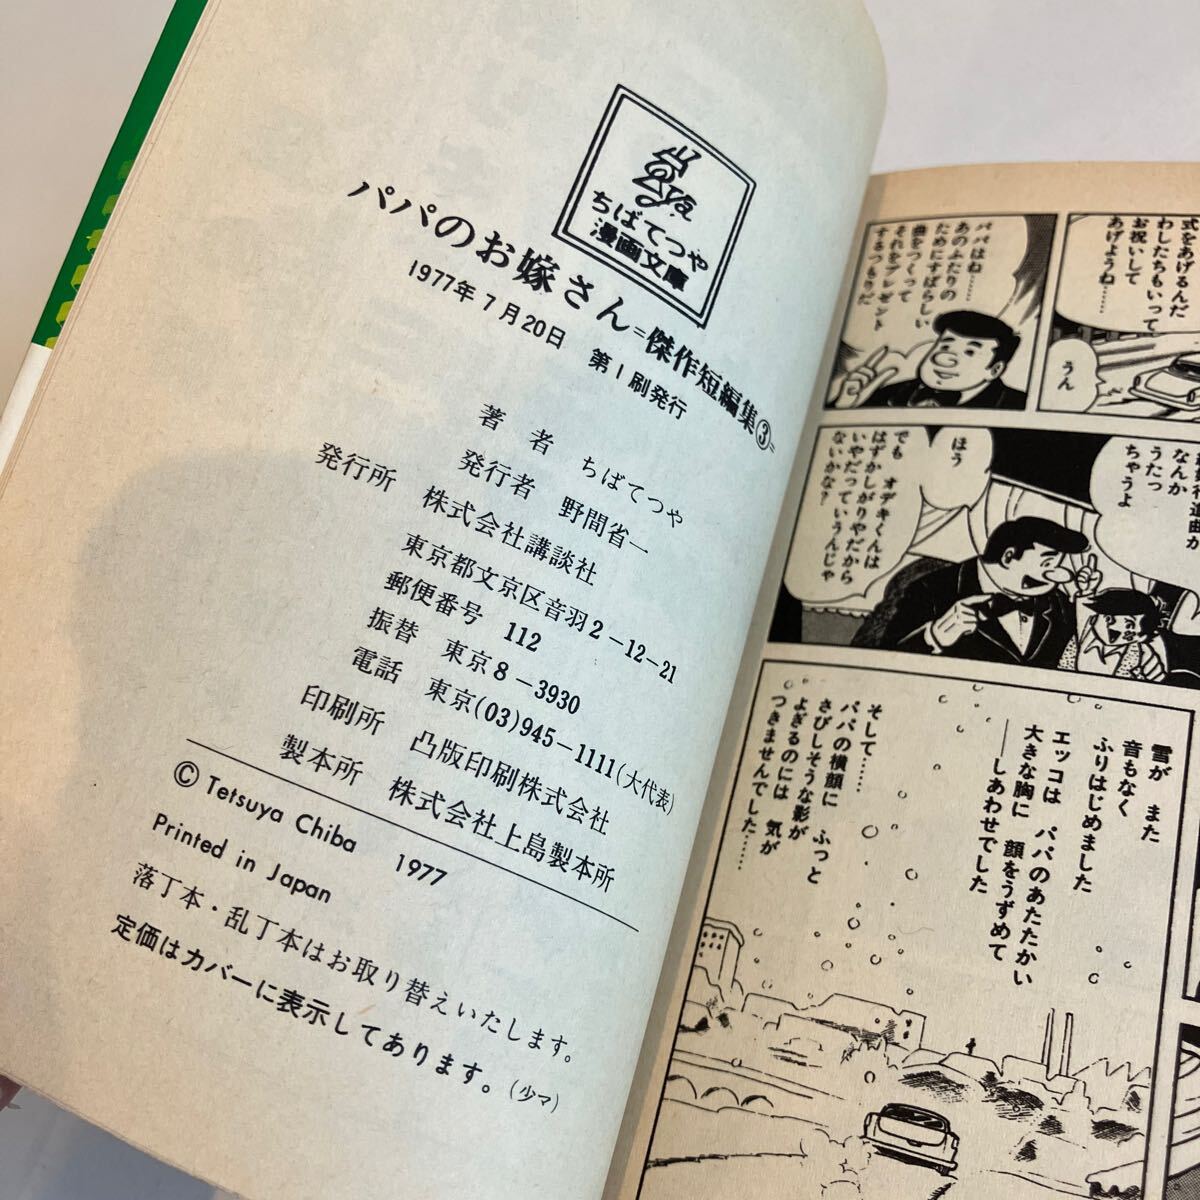 ちばてつや
漫画文庫
パパのお嫁さん=傑作短編集③=
1977年7月20日 第1刷発行
著者 ちばてつや
発行者 野間省一
発行所 株式会社講談社
東京都文京区音羽2-12-21
郵便番号 112
振替 東京8-3930
電話 東京(03)945-1111(大代表)
印刷所 凸版印刷株式会社
製本所 株式会社上島製本所
© Tetsuya Chiba 1977
Printed in Japan
落丁本・乱丁本はお取り替えいたします。
定価はカバーに表示してあります。(少マ)
式をあげるんだ
わしたちもいって
お祝いして
あげようね……
うん
パパはね……
あのふたりの
ためにすばらしい
曲をつくって
それをプレゼント
するつもりだ
なんか
うたっ
ちゃうよ
ほう
でも オデキくんは
はずかしがりやだから
いやだっていうんじゃ
ないかな?
雪が また
音もなく
ふりはじめました
エッコは パパのあたたかい
大きな胸に 顔をうずめて
──しあわせでした
そして……
パパの横顔に ふっと
さびしそうな影が
よぎるのには 気が
つきませんでした……